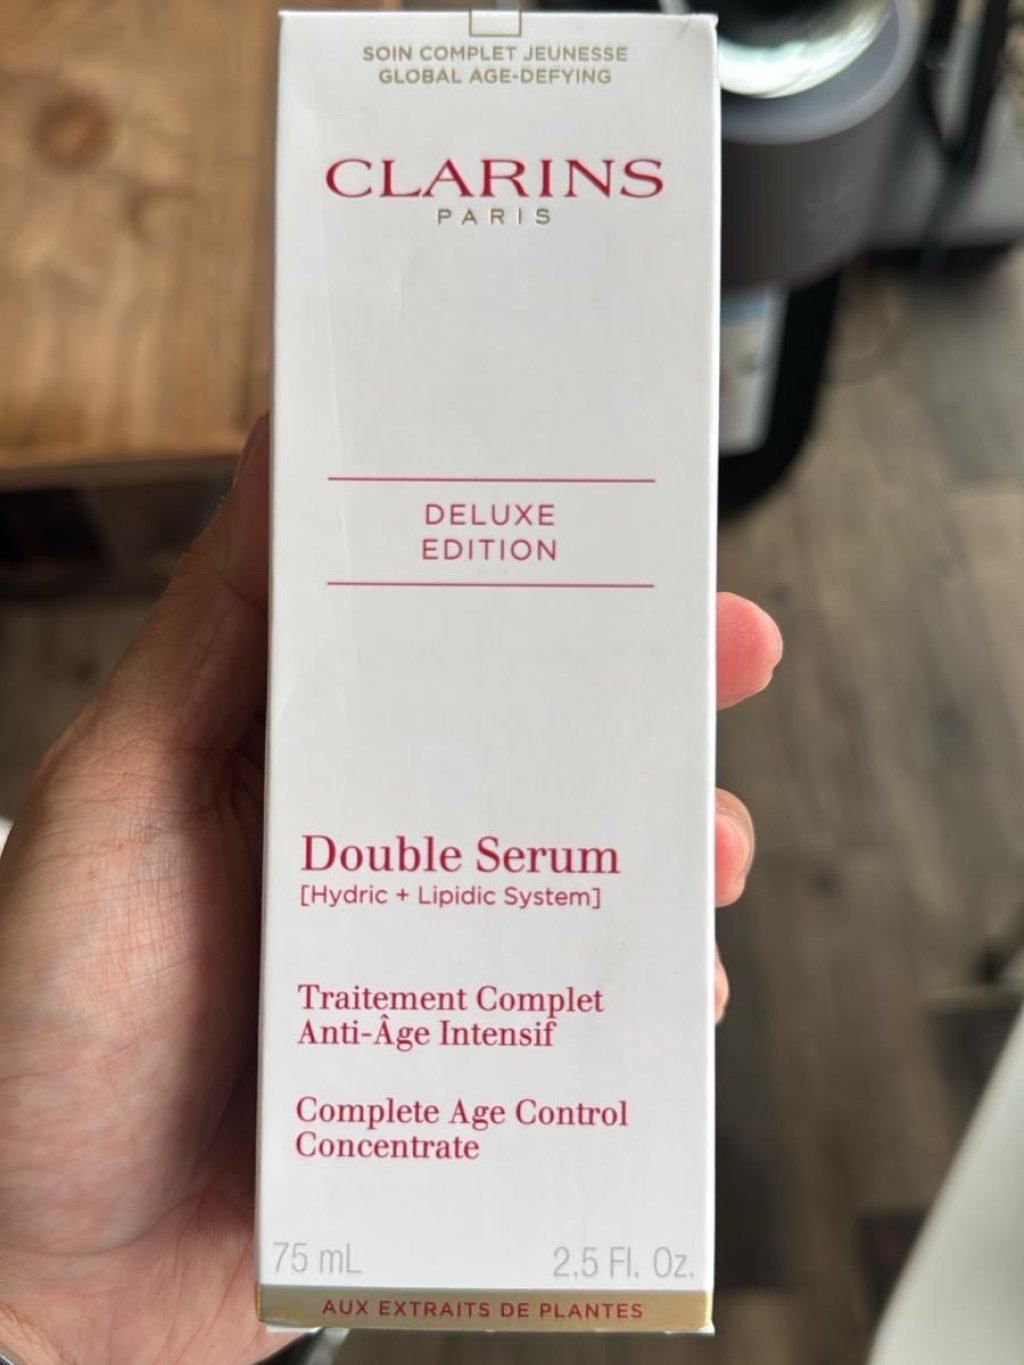 SOIN COMPLET JEUNESSE
GLOBAL AGE-DEFYING
CLARINS
PARIS
DELUXE
EDITION
Double Serum
[Hydric + Lipidic System]
Traitement Complet
Anti-Âge Intensif
Complete Age Control
Concentrate
75 mL 2.5 Fl. Oz.
AUX EXTRAITS DE PLANTES